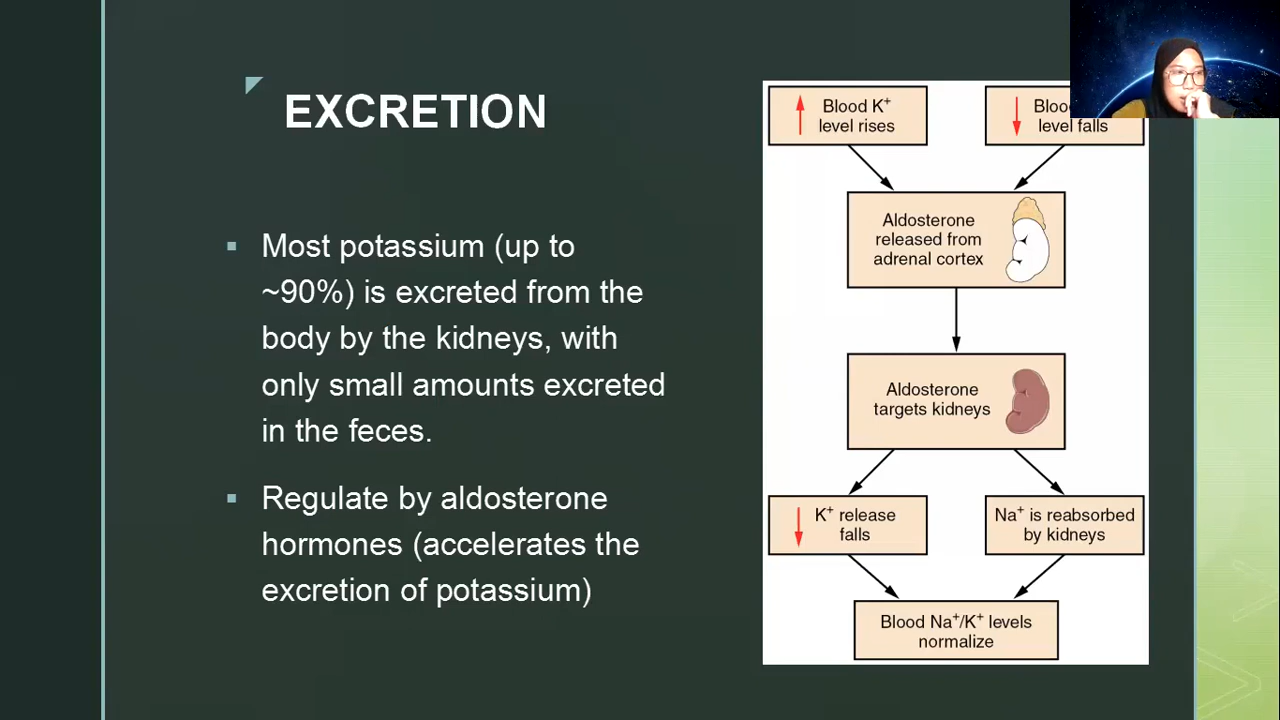 EXCRETION
▪ Most potassium (up to
~90%) is excreted from the
body by the kidneys, with
only small amounts excreted
in the feces.
▪ Regulate by aldosterone
hormones (accelerates the
excretion of potassium)
Blood K⁺
level rises
level falls
Aldosterone
released from
adrenal cortex
Aldosterone
targets kidneys
K⁺ release
falls
Na⁺ is reabsorbed
by kidneys
Blood Na⁺/K⁺ levels
normalize